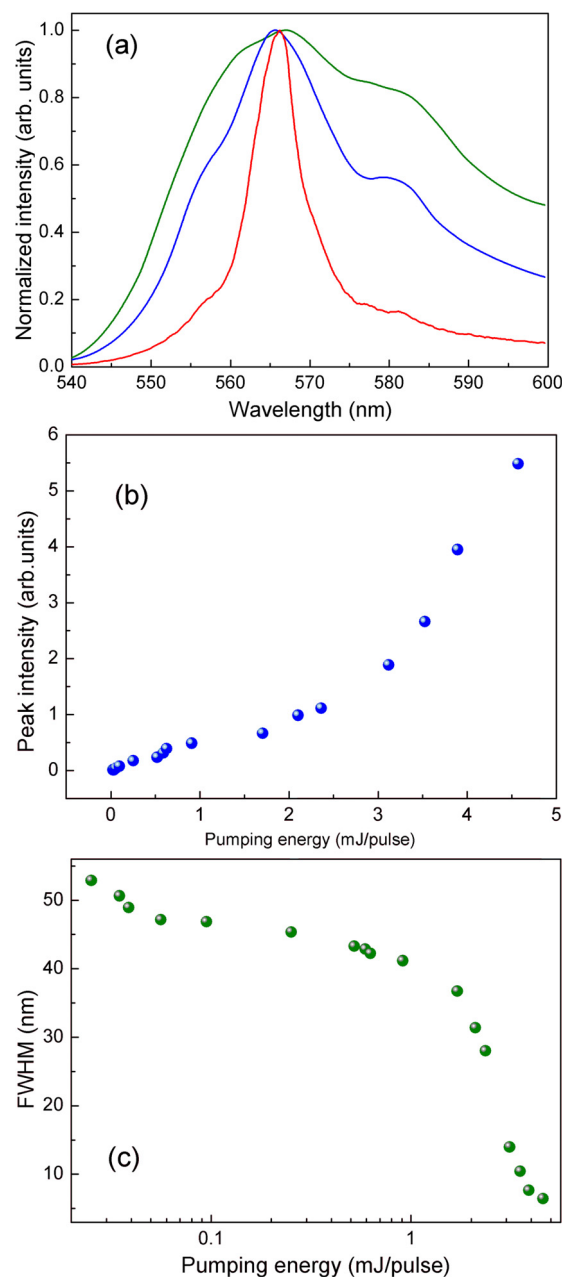 (a)
Normalized intensity (arb. units)
1.0
0.8
0.6
0.4
0.2
0.0
540 550 560 570 580 590 600
Wavelength (nm)
(b)
Peak intensity (arb.units)
6
5
4
3
2
1
0
0 1 2 3 4 5
Pumping energy (mJ/pulse)
FWHM (nm)
50
40
30
20
10
(c)
0.1 1
Pumping energy (mJ/pulse)